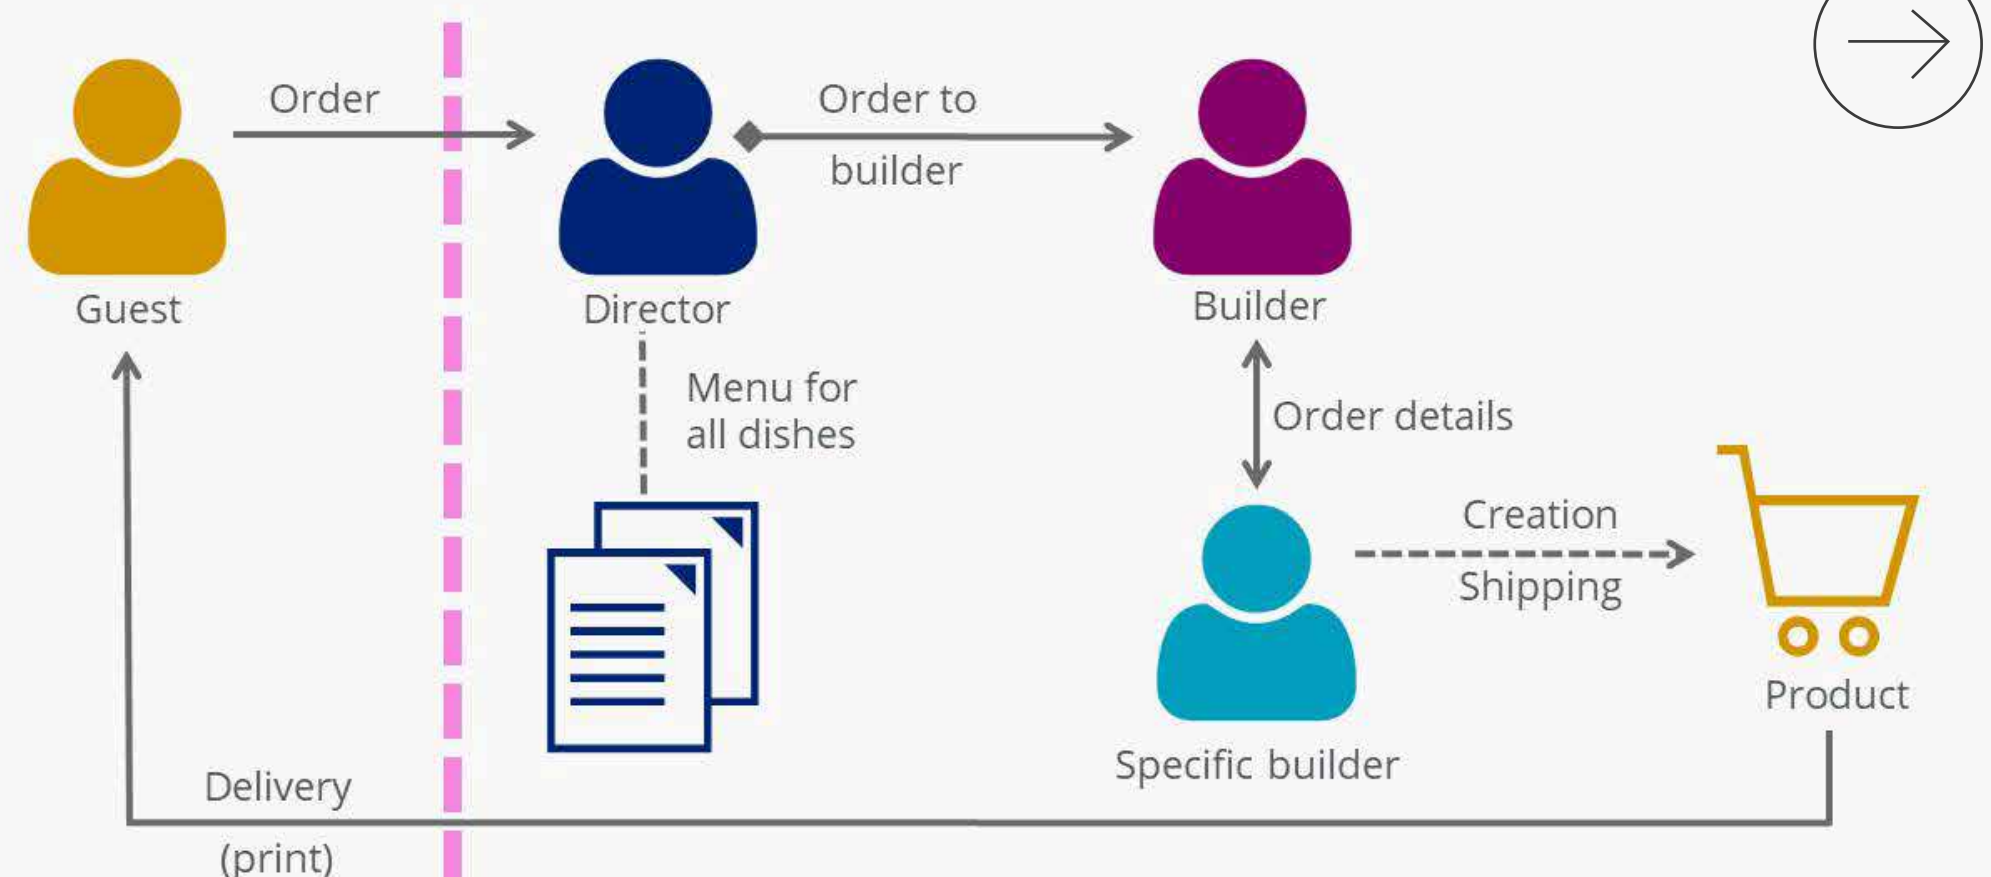 Order
Order to
builder
Guest
Director
Builder
Menu for
all dishes
Order details
Creation
Shipping
Product
Specific builder
Delivery
(print)